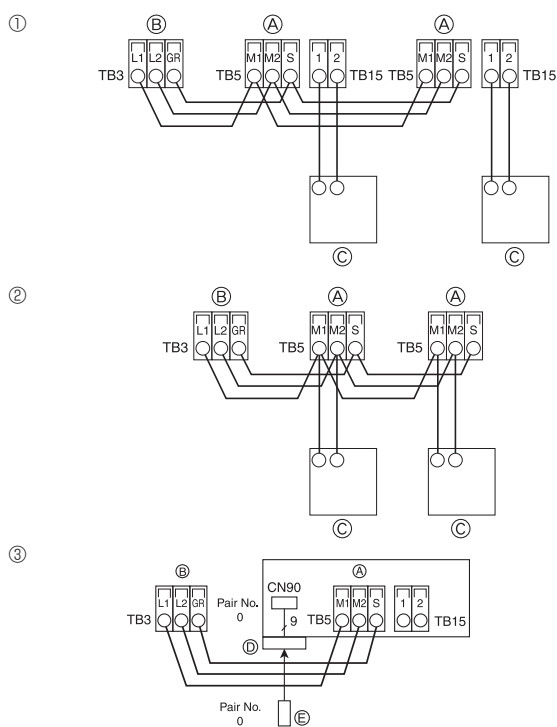 ①
Ⓑ Ⓐ Ⓐ
L1 L2 GR M1 M2 S 1 2 M1 M2 S 1 2
TB3 TB5 TB15 TB5 TB15
Ⓒ Ⓒ
②
Ⓑ Ⓐ Ⓐ
L1 L2 GR M1 M2 S M1 M2 S
TB3 TB5 TB5
Ⓒ Ⓒ
③
Ⓑ Ⓐ
CN90
L1 L2 GR M1 M2 S 1 2
Pair No.
0
TB3 9 TB5 TB15
Ⓓ
Pair No.
0
Ⓔ